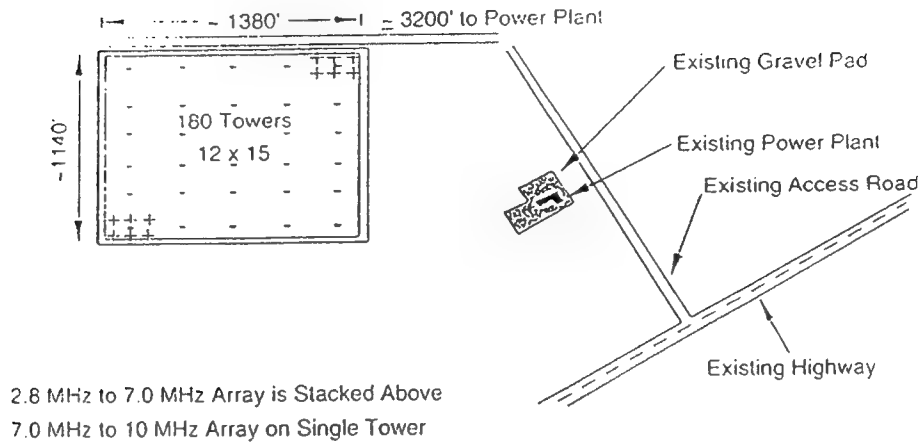 ~ 1380'
≃ 3200' to Power Plant
Existing Gravel Pad
~1140'
180 Towers
12 x 15
Existing Power Plant
Existing Access Road
Existing Highway
2.8 MHz to 7.0 MHz Array is Stacked Above
7.0 MHz to 10 MHz Array on Single Tower